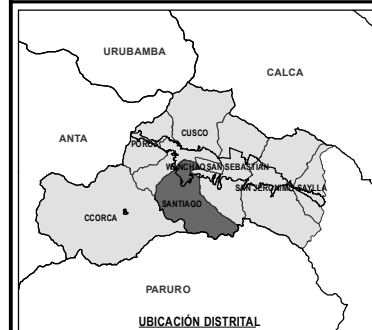 URUBAMBA
CALCA
ANTA
CUSCO
POROY
WANCHAQ SAN SEBASTIAN
SAN JERONIMO SAYLLA
SANTIAGO
CCORCA
PARURO
UBICACIÓN DISTRITAL